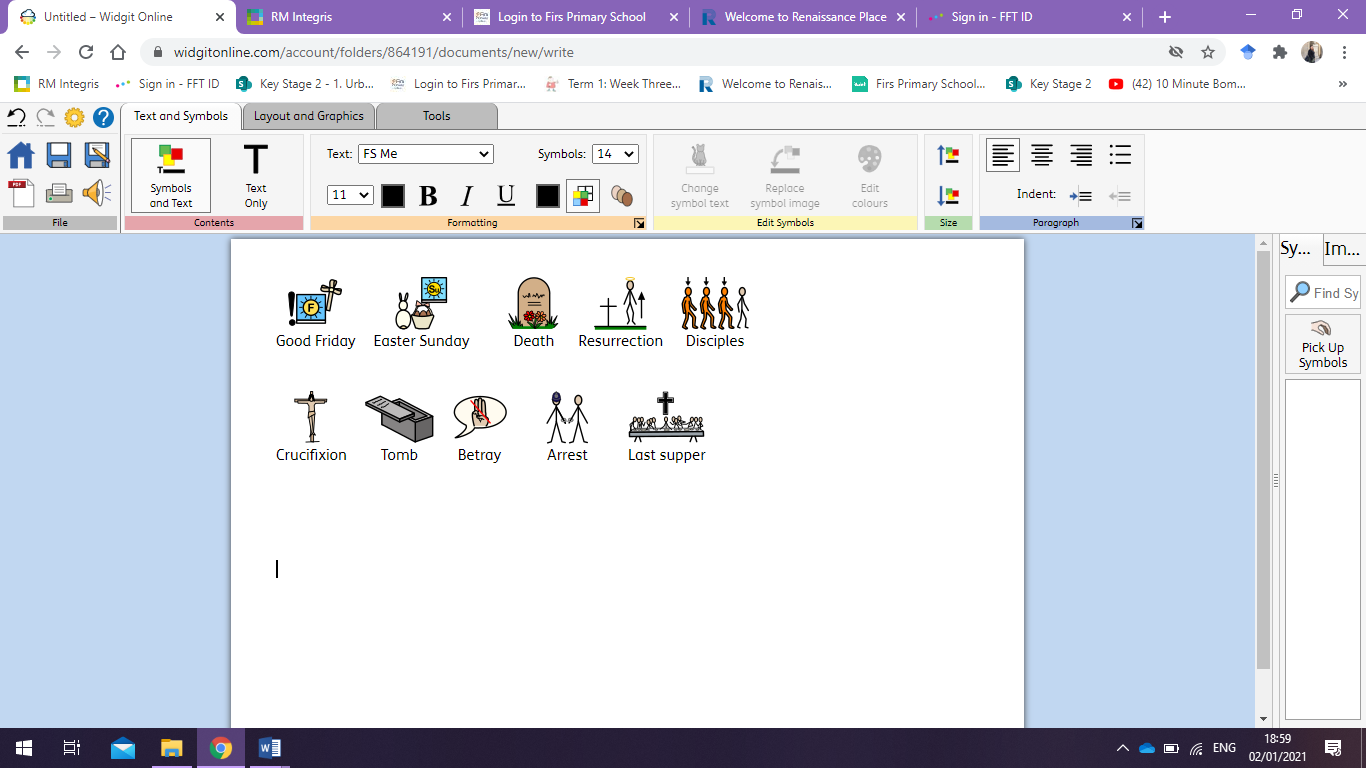 Untitled – Widgit Online
RM Integris
Login to Firs Primary School
Welcome to Renaissance Place
Sign in - FFT ID
widgitonline.com/account/folders/864191/documents/new/write
RM Integris
Sign in - FFT ID
Key Stage 2 - 1. Urb...
Login to Firs Primar...
Term 1: Week Three...
Welcome to Renais...
Firs Primary School...
Key Stage 2
(42) 10 Minute Bom...
Text and Symbols
Layout and Graphics
Tools
Text:
FS Me
Symbols:
14
Symbols
and Text
Text
Only
11
B
I
U
Change
symbol text
Replace
symbol image
Edit
colours
Indent:
File
Contents
Formatting
Edit Symbols
Size
Paragraph
Sy...
Im...
Find Sy
Pick Up
Symbols
F
Su
Good Friday
Easter Sunday
Death
Resurrection
Disciples
Crucifixion
Tomb
Betray
Arrest
Last supper
ENG
18:59
02/01/2021